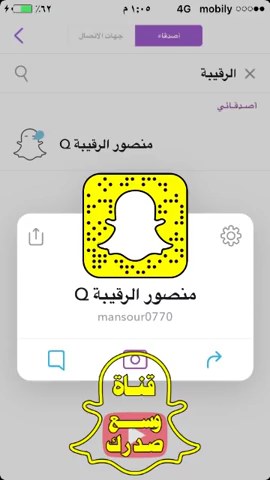 mobily 4G ١:٠٥ م ٪٦٢
أصدقاء جهات الاتصال
الرقيبة
أصدقائي
منصور الرقيبة Q
منصور الرقيبة Q
mansour0770
قناة
وسع
صدرك